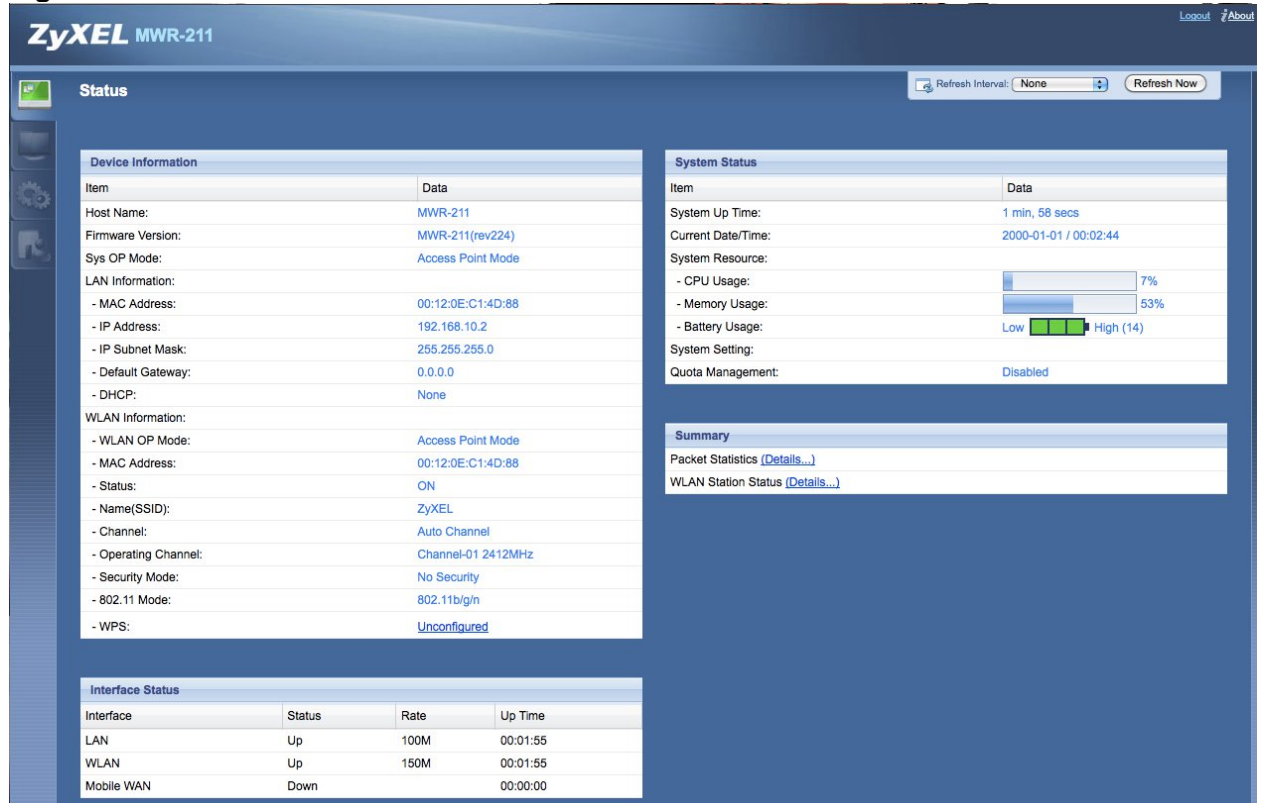 ZyXEL MWR-211
Logout About
Status
Refresh Interval: None Refresh Now
Device Information
Item Data
Host Name: MWR-211
Firmware Version: MWR-211(rev224)
Sys OP Mode: Access Point Mode
LAN Information:
- MAC Address: 00:12:0E:C1:4D:88
- IP Address: 192.168.10.2
- IP Subnet Mask: 255.255.255.0
- Default Gateway: 0.0.0.0
- DHCP: None
WLAN Information:
- WLAN OP Mode: Access Point Mode
- MAC Address: 00:12:0E:C1:4D:88
- Status: ON
- Name(SSID): ZyXEL
- Channel: Auto Channel
- Operating Channel: Channel-01 2412MHz
- Security Mode: No Security
- 802.11 Mode: 802.11b/g/n
- WPS: Unconfigured
Interface Status
Interface Status Rate Up Time
LAN Up 100M 00:01:55
WLAN Up 150M 00:01:55
Mobile WAN Down 00:00:00
System Status
Item Data
System Up Time: 1 min, 58 secs
Current Date/Time: 2000-01-01 / 00:02:44
System Resource:
- CPU Usage: 7%
- Memory Usage: 53%
- Battery Usage: Low High (14)
System Setting:
Quota Management: Disabled
Summary
Packet Statistics (Details...)
WLAN Station Status (Details...)